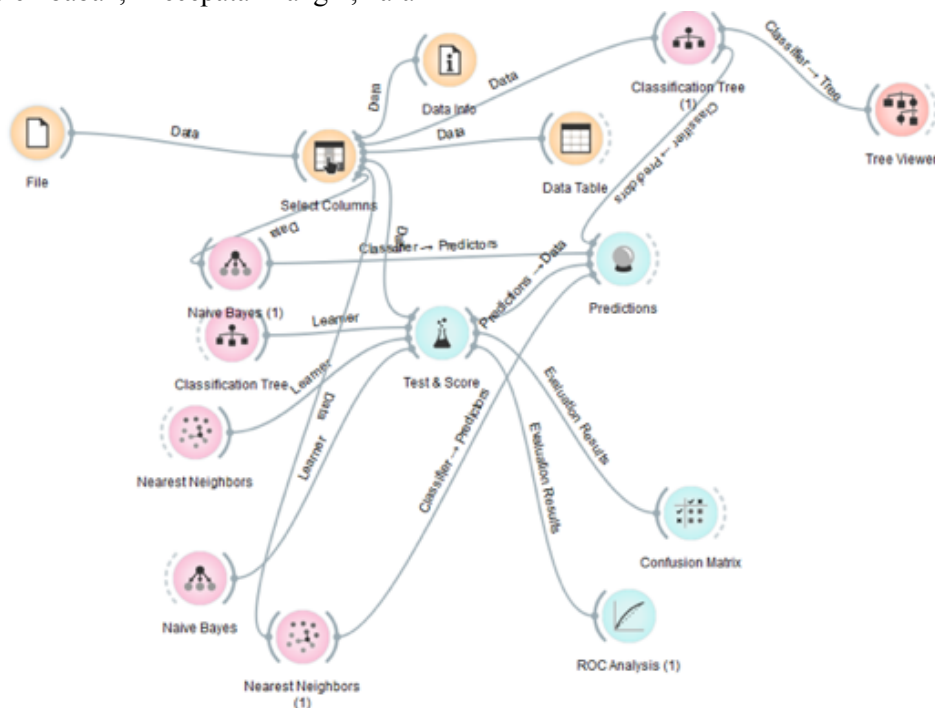 Data Info
Classification Tree
(1)
Classifier → Tree
Tree Viewer
File
Data
Select Columns
Data
Data
Data
Data Table
Classifier → Predictors
Data
Data
Naive Bayes (1)
Classifier → Predictors
Predictions → Data
Predictions
Classification Tree
Learner
Test & Score
Nearest Neighbors
Learner
Data
Learner
Classifier → Predictors
Evaluation Results
Evaluation Results
Confusion Matrix
Naive Bayes
Nearest Neighbors
(1)
ROC Analysis (1)